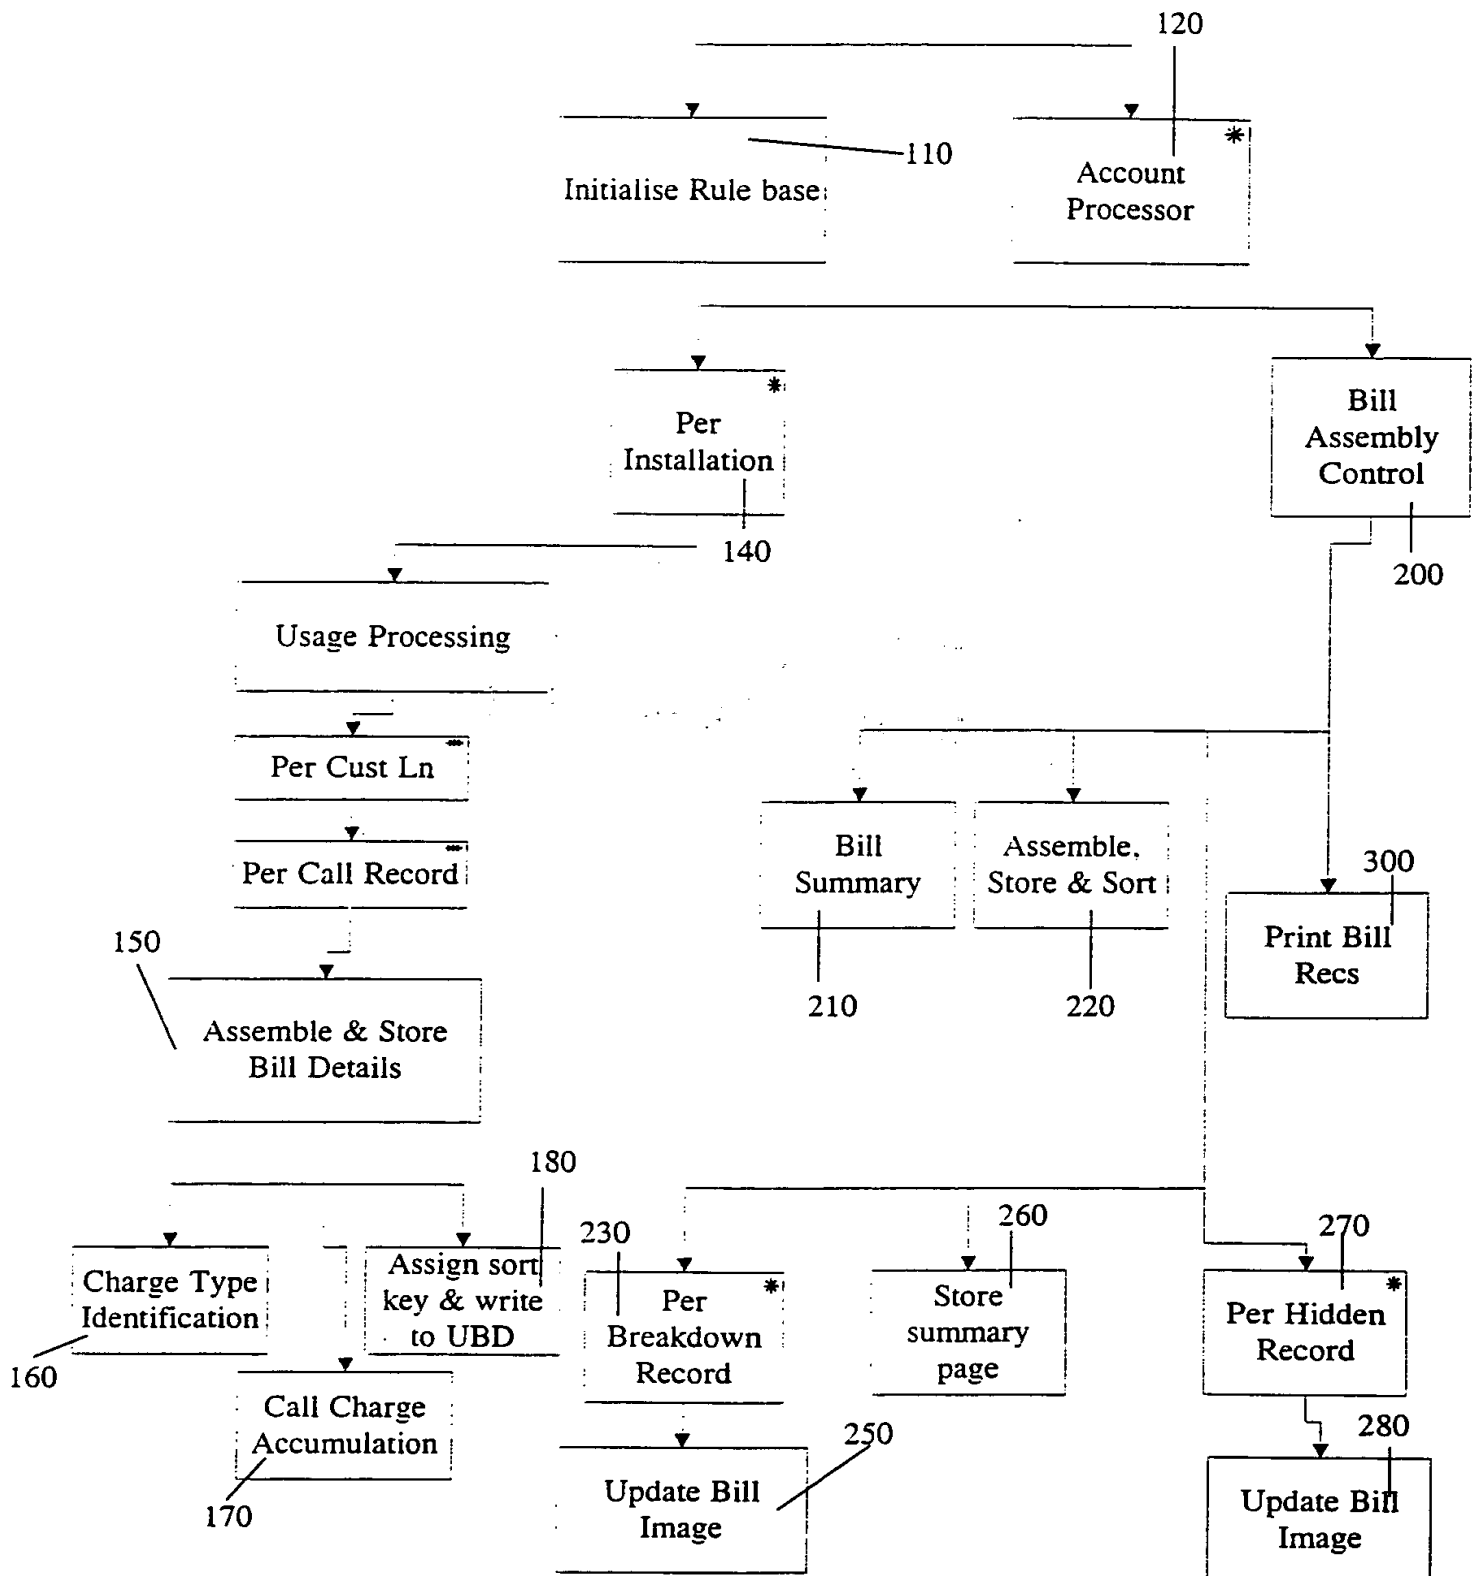 120
110
Initialise Rule base
*
Account
Processor
*
Per
Installation
140
Bill
Assembly
Control
200
Usage Processing
Per Cust Ln
Per Call Record
150
Assemble & Store
Bill Details
Bill
Summary
210
Assemble,
Store & Sort
220
300
Print Bill
Recs
180
Charge Type
Identification
160
Assign sort
key & write
to UBD
Call Charge
Accumulation
170
230
*
Per
Breakdown
Record
260
Store
summary
page
270
*
Per Hidden
Record
250
Update Bill
Image
280
Update Bill
Image